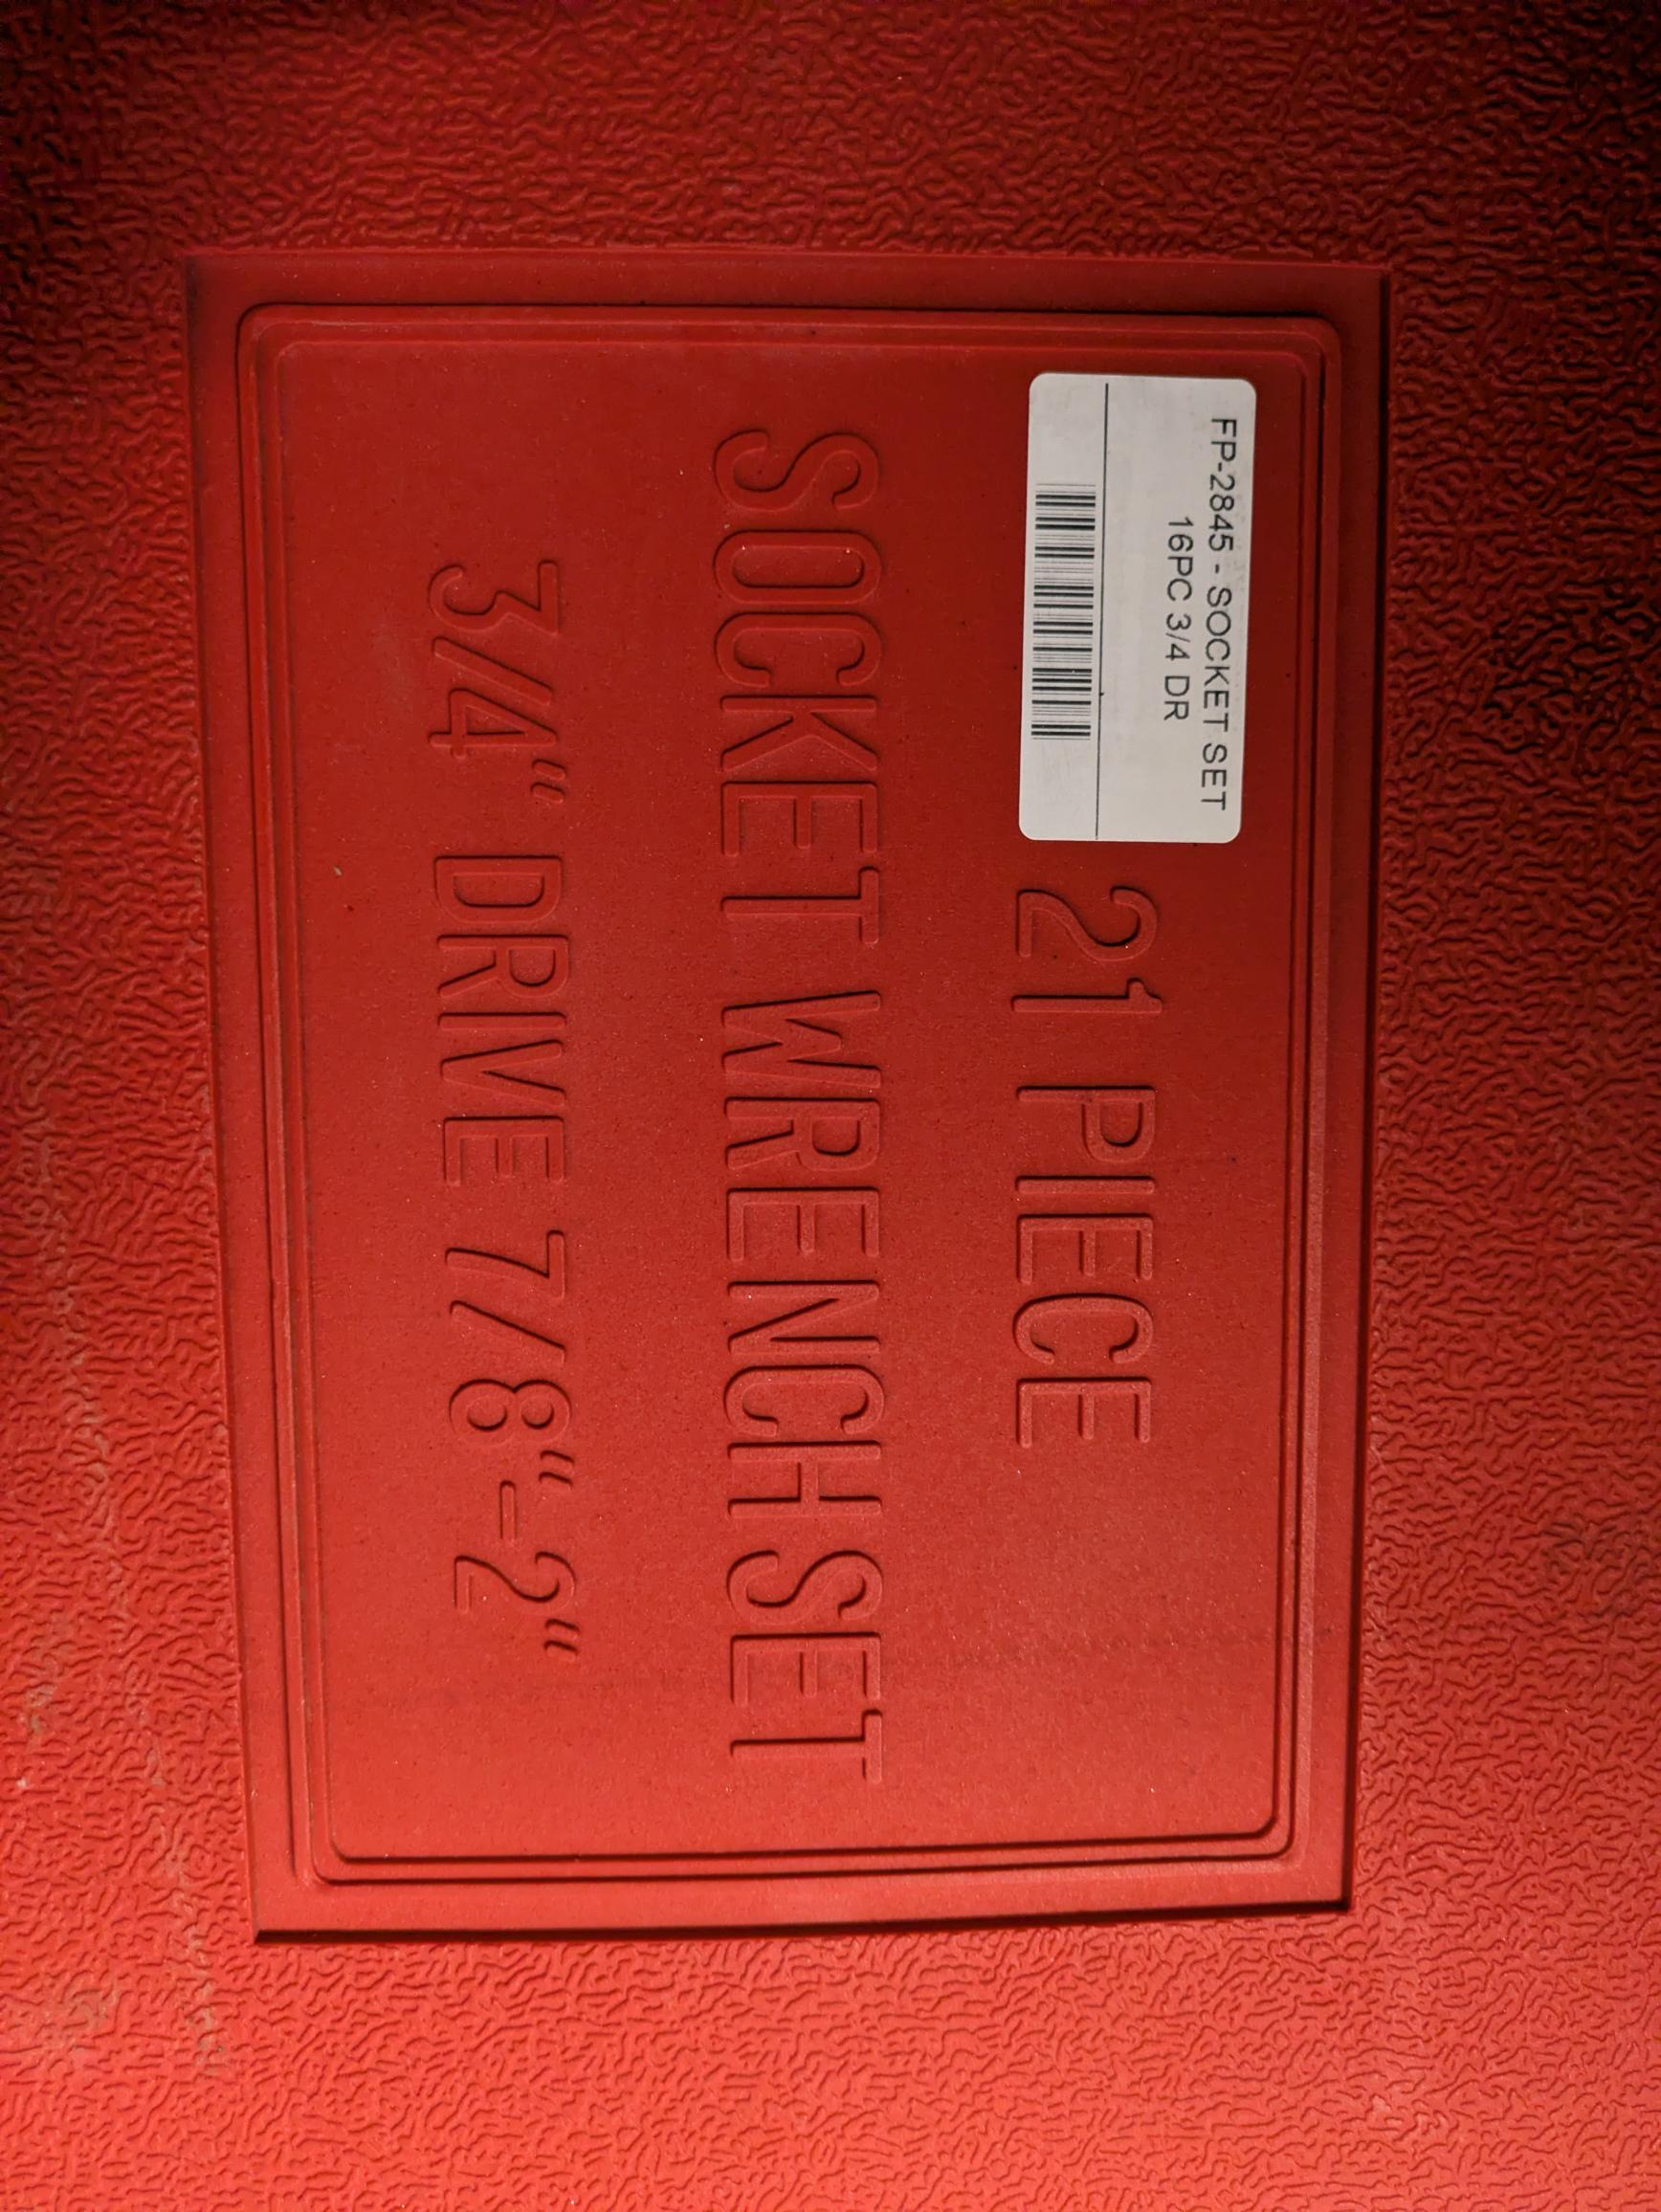 FP-2845 - SOCKET SET
16PC 3/4 DR
21 PIECE
SOCKET WRENCH SET
3/4" DRIVE 7/8"-2"